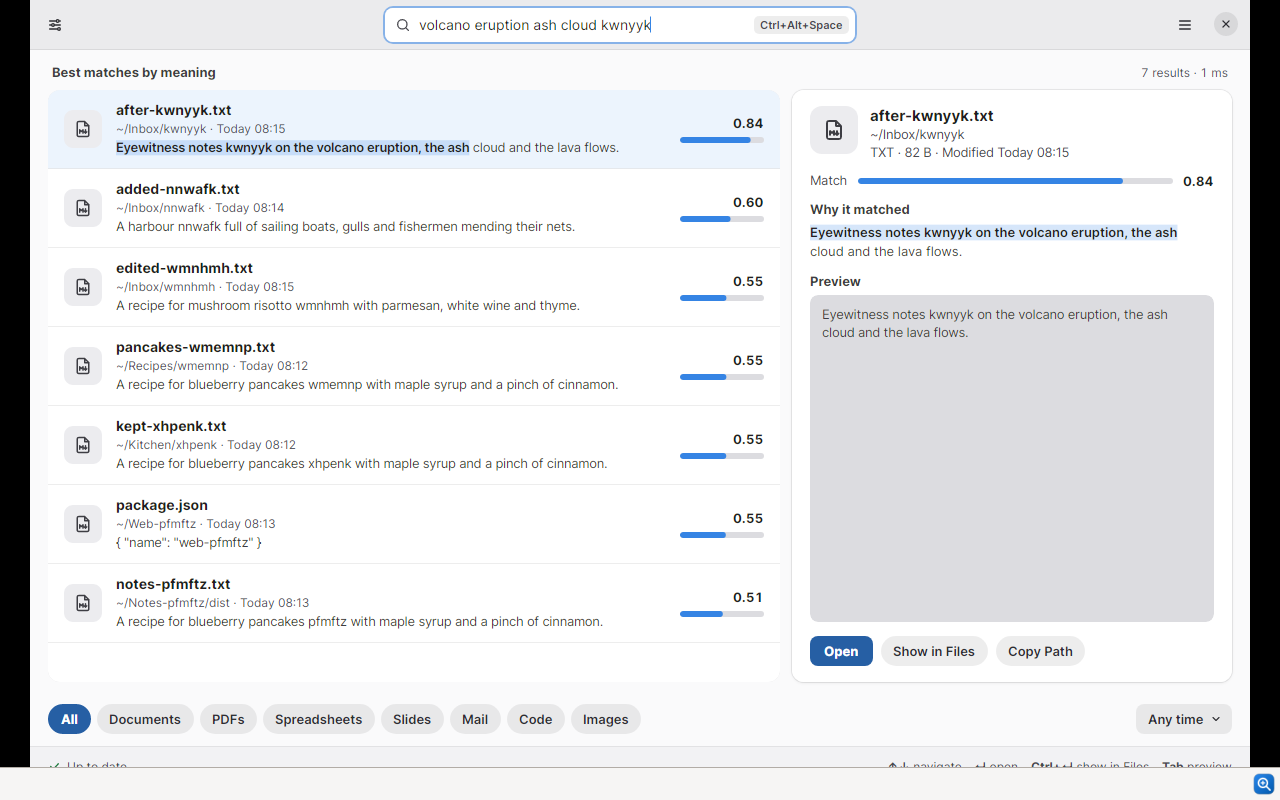 volcano eruption ash cloud kwnyyk Ctrl+Alt+Space
Best matches by meaning
7 results · 1 ms
after-kwnyyk.txt
~/Inbox/kwnyyk · Today 08:15
Eyewitness notes kwnyyk on the volcano eruption, the ash cloud and the lava flows.
0.84
added-nnwafk.txt
~/Inbox/nnwafk · Today 08:14
A harbour nnwafk full of sailing boats, gulls and fishermen mending their nets.
0.60
edited-wmnhmh.txt
~/Inbox/wmnhmh · Today 08:15
A recipe for mushroom risotto wmnhmh with parmesan, white wine and thyme.
0.55
pancakes-wmemnp.txt
~/Recipes/wmemnp · Today 08:12
A recipe for blueberry pancakes wmemnp with maple syrup and a pinch of cinnamon.
0.55
kept-xhpenk.txt
~/Kitchen/xhpenk · Today 08:12
A recipe for blueberry pancakes xhpenk with maple syrup and a pinch of cinnamon.
0.55
package.json
~/Web-pfmftz · Today 08:13
{ "name": "web-pfmftz" }
0.55
notes-pfmftz.txt
~/Notes-pfmftz/dist · Today 08:13
A recipe for blueberry pancakes pfmftz with maple syrup and a pinch of cinnamon.
0.51
after-kwnyyk.txt
~/Inbox/kwnyyk
TXT · 82 B · Modified Today 08:15
Match 0.84
Why it matched
Eyewitness notes kwnyyk on the volcano eruption, the ash
cloud and the lava flows.
Preview
Eyewitness notes kwnyyk on the volcano eruption, the ash
cloud and the lava flows.
Open Show in Files Copy Path
All Documents PDFs Spreadsheets Slides Mail Code Images
Any time
Up to date
↑↓ navigate ↵ open Ctrl+↵ show in Files Tab preview